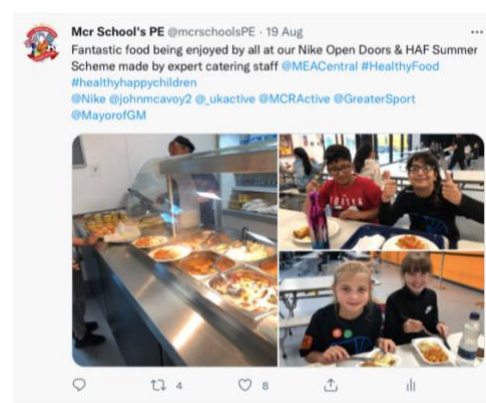 Mcr School's PE @mcrschoolsPE · 19 Aug
Fantastic food being enjoyed by all at our Nike Open Doors & HAF Summer
Scheme made by expert catering staff @MEACentral #HealthyFood
#healthyhappychildren
@Nike @johnmcavoy2 @_ukactive @MCRActive @GreaterSport
@MayorofGM
4
8